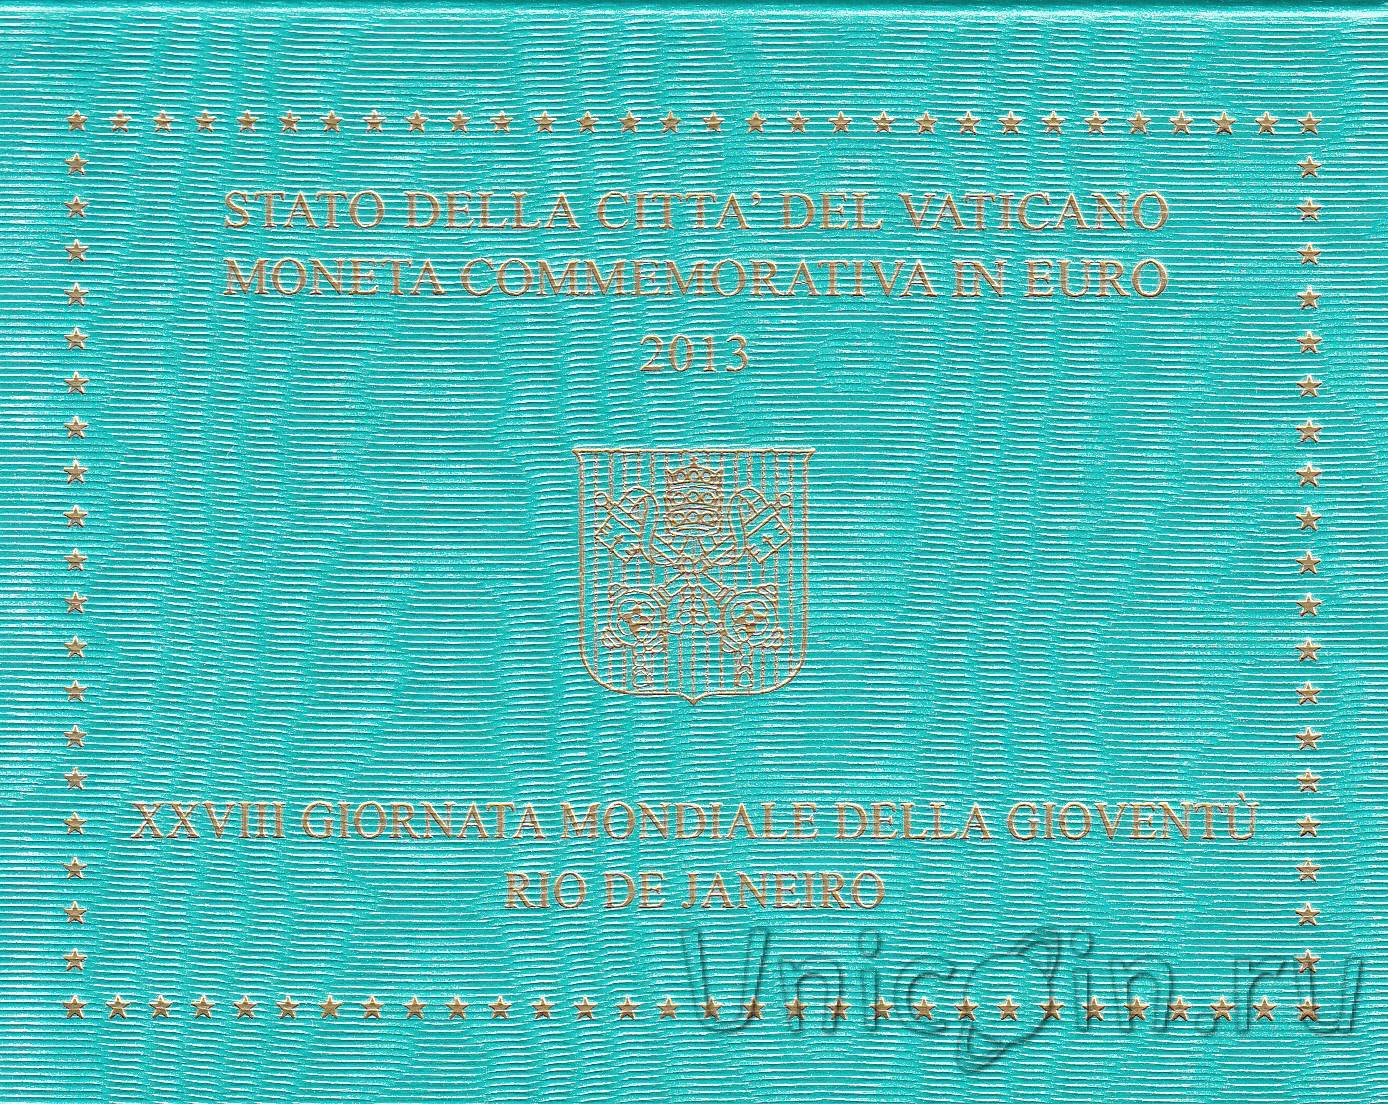 STATO DELLA CITTA' DEL VATICANO
MONETA COMMEMORATIVA IN EURO
2013
XXVIII GIORNATA MONDIALE DELLA GIOVENTÙ
RIO DE JANEIRO
Unicoin.ru